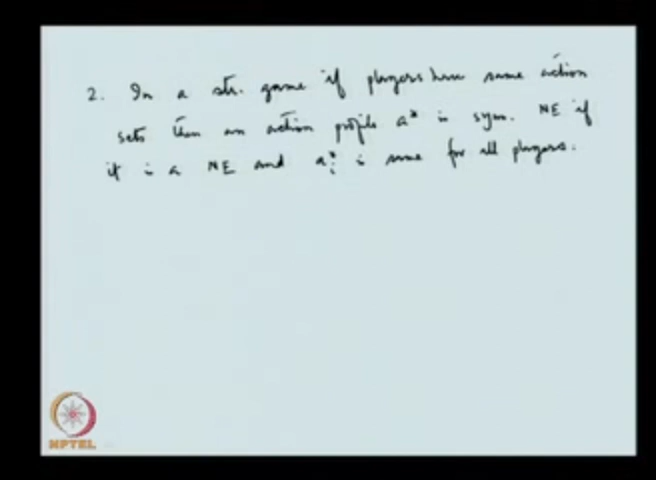 2. In a str. game if players have same action
sets then an action profile a* is sym. NE if
it is a NE and aᵢ* is same for all players.
NPTEL